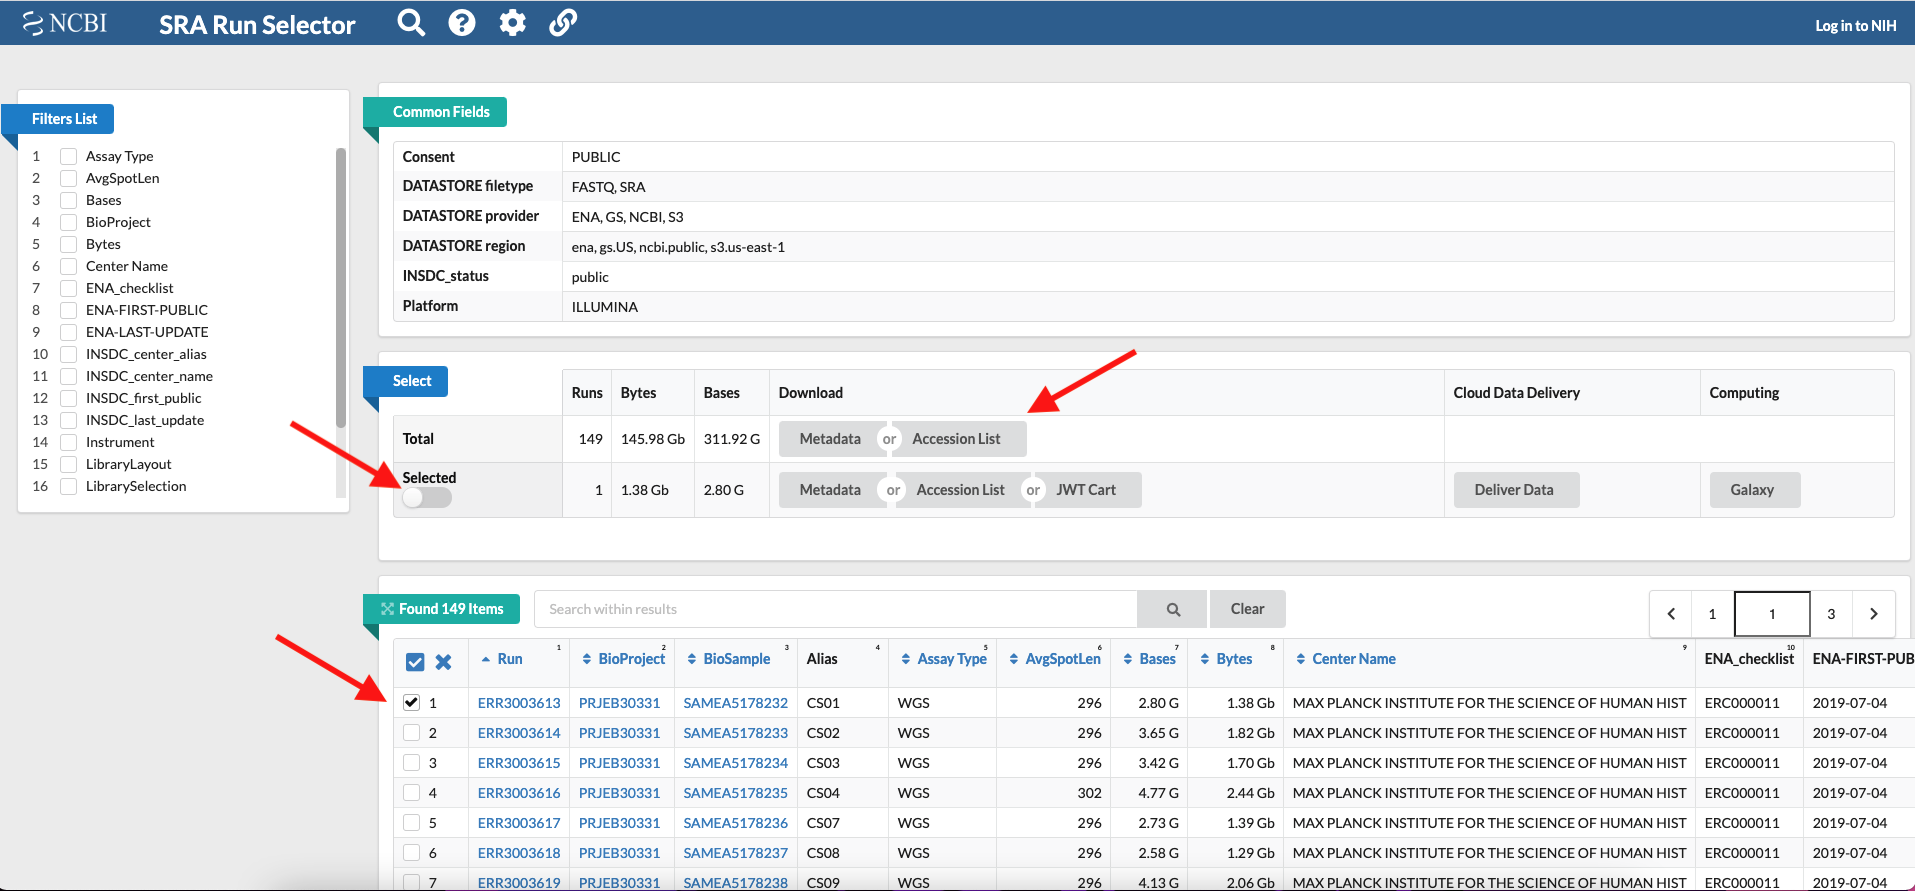 NCBI SRA Run Selector Log in to NIH
Filters List
1 Assay Type
2 AvgSpotLen
3 Bases
4 BioProject
5 Bytes
6 Center Name
7 ENA_checklist
8 ENA-FIRST-PUBLIC
9 ENA-LAST-UPDATE
10 INSDC_center_alias
11 INSDC_center_name
12 INSDC_first_public
13 INSDC_last_update
14 Instrument
15 LibraryLayout
16 LibrarySelection
Common Fields
Consent PUBLIC
DATASTORE filetype FASTQ, SRA
DATASTORE provider ENA, GS, NCBI, S3
DATASTORE region ena, gs.US, ncbi.public, s3.us-east-1
INSDC_status public
Platform ILLUMINA
Select Runs Bytes Bases Download Cloud Data Delivery Computing
Total 149 145.98 Gb 311.92 G Metadata or Accession List
Selected 1 1.38 Gb 2.80 G Metadata or Accession List or JWT Cart Deliver Data Galaxy
Found 149 Items Search within results Clear 1 1 3
Run 1 BioProject 2 BioSample 3 Alias 4 Assay Type 5 AvgSpotLen 6 Bases 7 Bytes 8 Center Name 9 ENA_checklist 10 ENA-FIRST-PUB
1 ERR3003613 PRJEB30331 SAMEA5178232 CS01 WGS 296 2.80 G 1.38 Gb MAX PLANCK INSTITUTE FOR THE SCIENCE OF HUMAN HIST ERC000011 2019-07-04
2 ERR3003614 PRJEB30331 SAMEA5178233 CS02 WGS 296 3.65 G 1.82 Gb MAX PLANCK INSTITUTE FOR THE SCIENCE OF HUMAN HIST ERC000011 2019-07-04
3 ERR3003615 PRJEB30331 SAMEA5178234 CS03 WGS 296 3.42 G 1.70 Gb MAX PLANCK INSTITUTE FOR THE SCIENCE OF HUMAN HIST ERC000011 2019-07-04
4 ERR3003616 PRJEB30331 SAMEA5178235 CS04 WGS 302 4.77 G 2.44 Gb MAX PLANCK INSTITUTE FOR THE SCIENCE OF HUMAN HIST ERC000011 2019-07-04
5 ERR3003617 PRJEB30331 SAMEA5178236 CS07 WGS 296 2.73 G 1.39 Gb MAX PLANCK INSTITUTE FOR THE SCIENCE OF HUMAN HIST ERC000011 2019-07-04
6 ERR3003618 PRJEB30331 SAMEA5178237 CS08 WGS 296 2.58 G 1.29 Gb MAX PLANCK INSTITUTE FOR THE SCIENCE OF HUMAN HIST ERC000011 2019-07-04
7 ERR3003619 PRJEB30331 SAMEA5178238 CS09 WGS 296 4.13 G 2.06 Gb MAX PLANCK INSTITUTE FOR THE SCIENCE OF HUMAN HIST ERC000011 2019-07-04